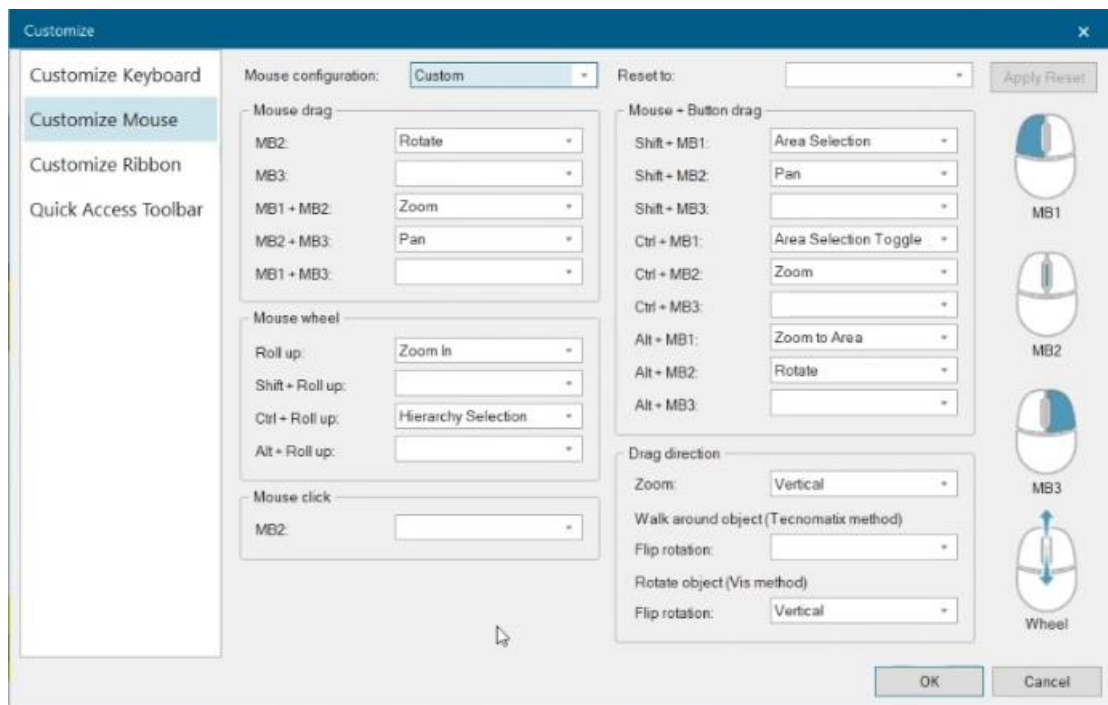 Customize
Customize Keyboard
Customize Mouse
Customize Ribbon
Quick Access Toolbar
Mouse configuration: Custom
Reset to:
Apply Reset
Mouse drag
MB2: Rotate
MB3:
MB1 + MB2: Zoom
MB2 + MB3: Pan
MB1 + MB3:
Mouse wheel
Roll up: Zoom In
Shift + Roll up:
Ctrl + Roll up: Hierarchy Selection
Alt + Roll up:
Mouse click
MB2:
Mouse + Button drag
Shift + MB1: Area Selection
Shift + MB2: Pan
Shift + MB3:
Ctrl + MB1: Area Selection Toggle
Ctrl + MB2: Zoom
Ctrl + MB3:
Alt + MB1: Zoom to Area
Alt + MB2: Rotate
Alt + MB3:
Drag direction
Zoom: Vertical
Walk around object (Tecnomatix method)
Flip rotation:
Rotate object (Vis method)
Flip rotation: Vertical
MB1
MB2
MB3
Wheel
OK
Cancel